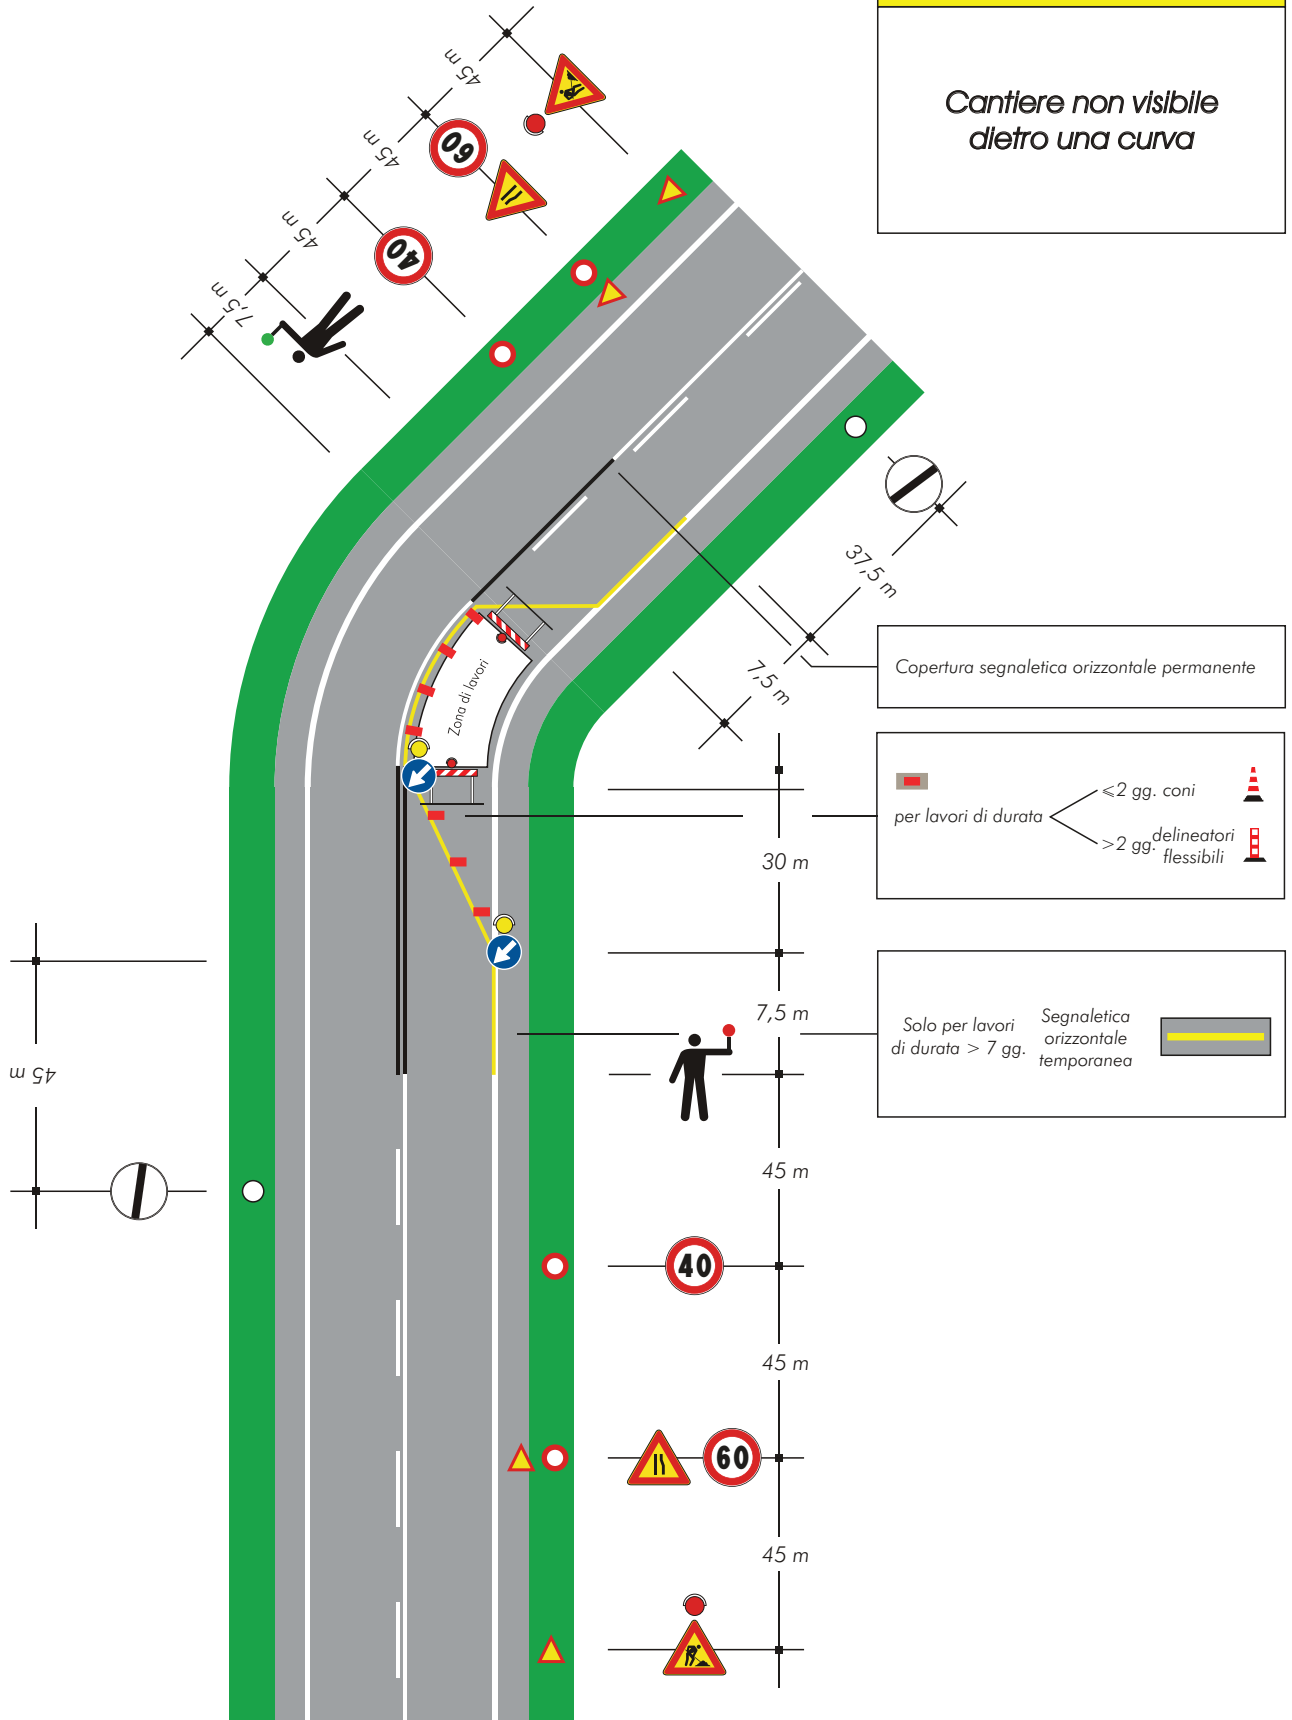 Cantiere non visibile
dietro una curva
45 m
60
45 m
40
45 m
7,5 m
37,5 m
7,5 m
Copertura segnaletica orizzontale permanente
Zona di lavori
per lavori di durata
⩽2 gg. coni
>2 gg. delineatori
flessibili
30 m
7,5 m
Solo per lavori
di durata > 7 gg.
Segnaletica
orizzontale
temporanea
45 m
45 m
40
45 m
60
45 m